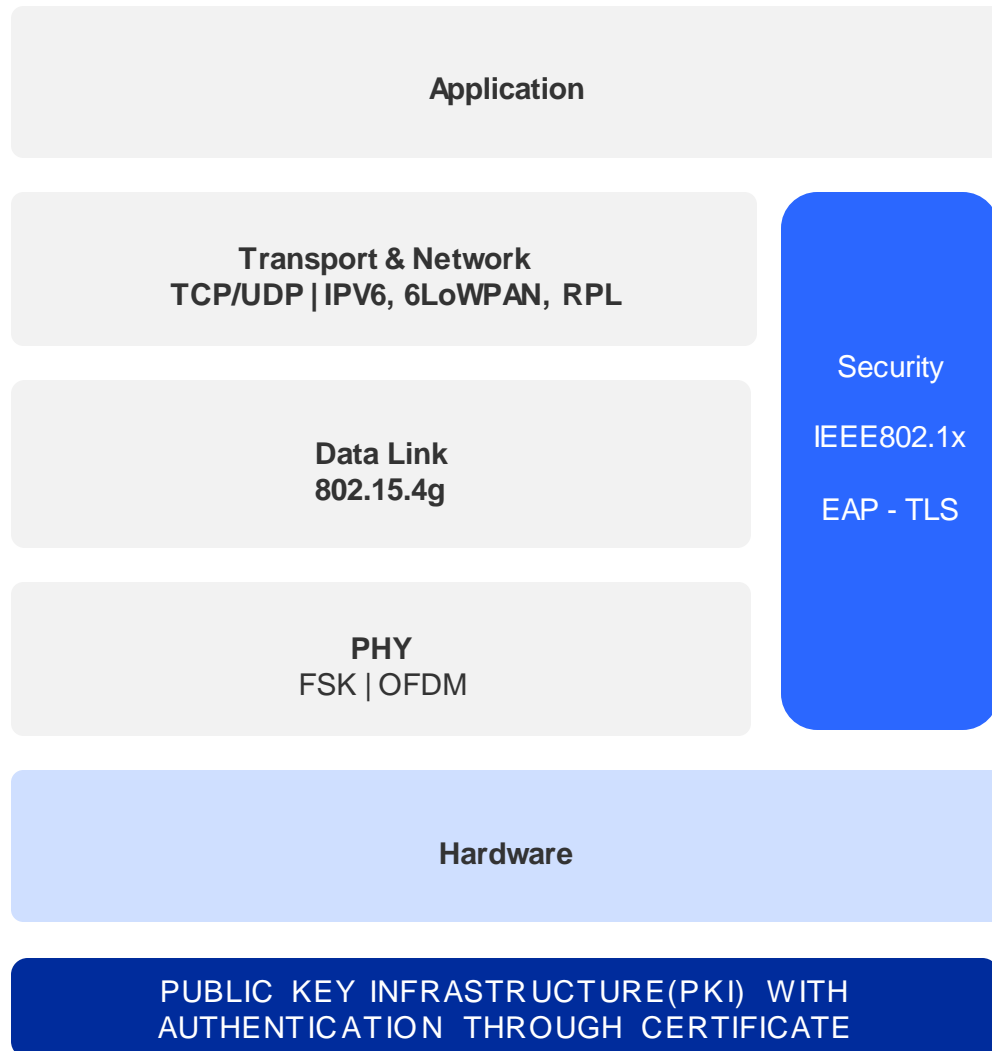 Application
Transport & Network
TCP/UDP | IPV6, 6LoWPAN, RPL
Data Link
802.15.4g
PHY
FSK | OFDM
Security
IEEE802.1x
EAP - TLS
Hardware
PUBLIC KEY INFRASTRUCTURE(PKI) WITH
AUTHENTICATION THROUGH CERTIFICATE